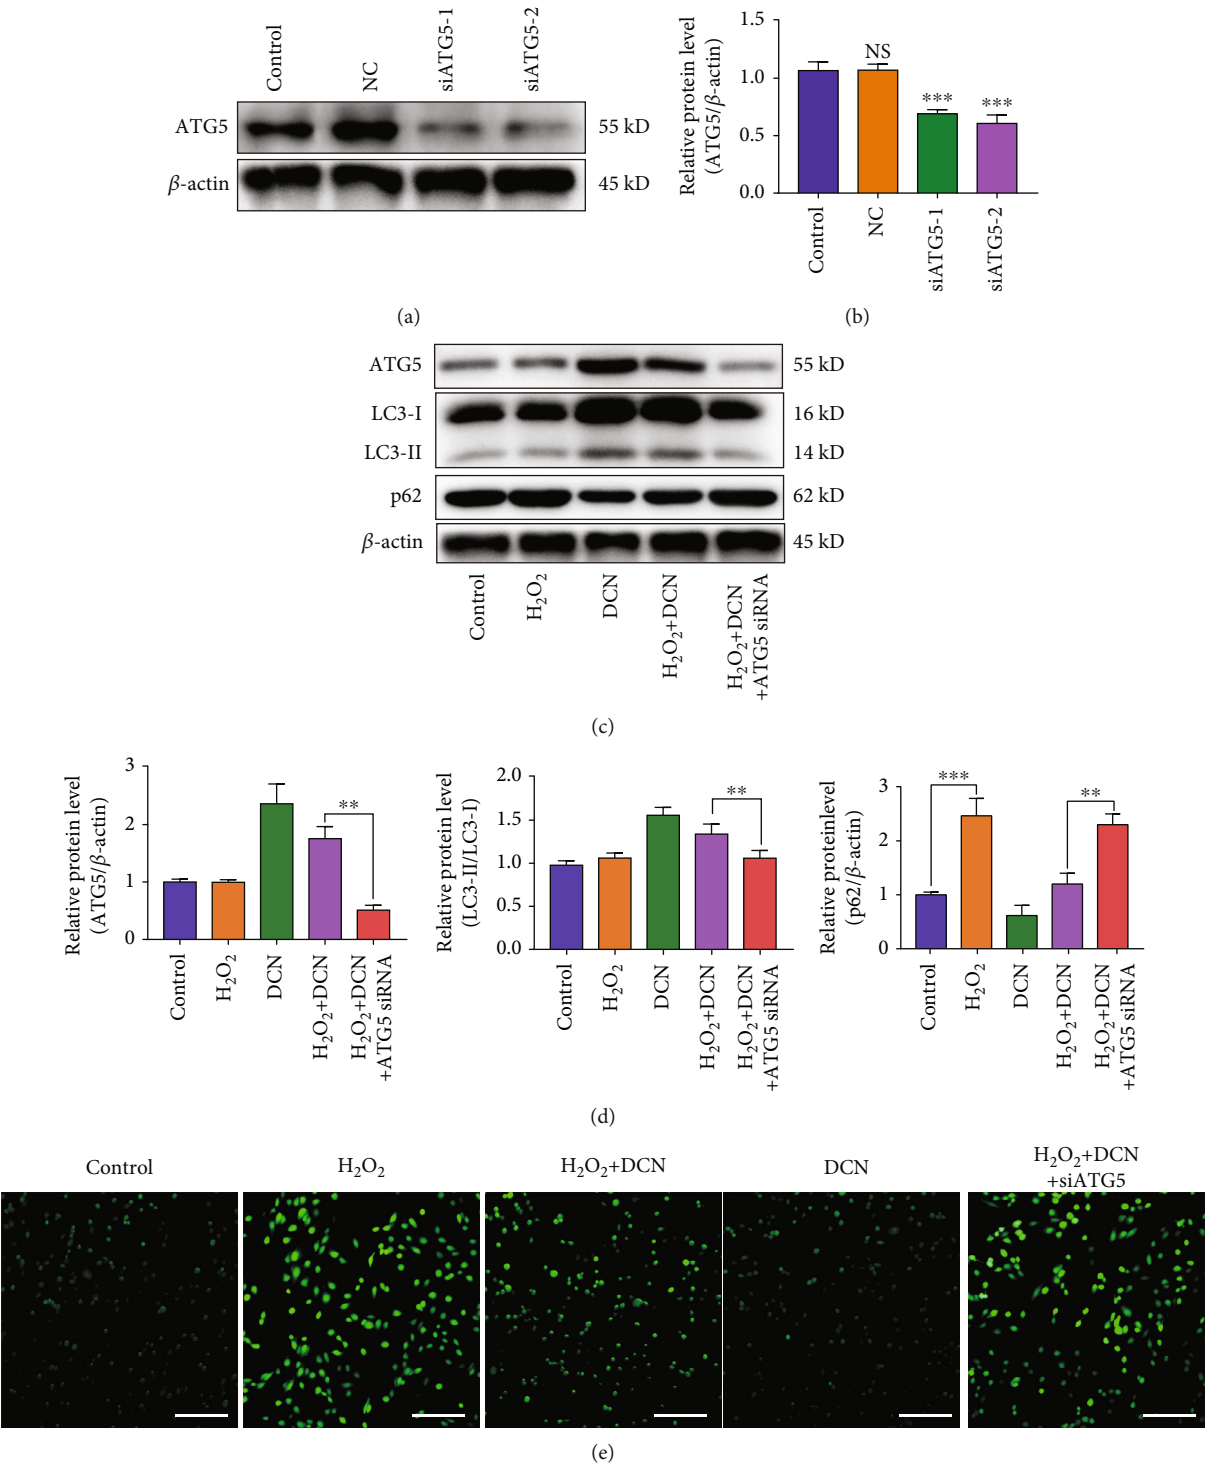 Control
NC
siATG5-1
siATG5-2
ATG5
55 kD
β-actin
45 kD
(a)
Relative protein level
(ATG5/β-actin)
1.5
1.0
0.5
0.0
NS
***
***
Control
NC
siATG5-1
siATG5-2
(b)
ATG5
55 kD
LC3-I
16 kD
LC3-II
14 kD
p62
62 kD
β-actin
45 kD
Control
H₂O₂
DCN
H₂O₂+DCN
H₂O₂+DCN
+ATG5 siRNA
(c)
Relative protein level
(ATG5/β-actin)
3
2
1
0
**
Control
H₂O₂
DCN
H₂O₂+DCN
H₂O₂+DCN
+ATG5 siRNA
Relative protein level
(LC3-II/LC3-I)
2.0
1.5
1.0
0.5
0.0
**
Control
H₂O₂
DCN
H₂O₂+DCN
H₂O₂+DCN
+ATG5 siRNA
Relative proteinlevel
(p62/β-actin)
3
2
1
0
***
**
Control
H₂O₂
DCN
H₂O₂+DCN
H₂O₂+DCN
+ATG5 siRNA
(d)
Control
H₂O₂
H₂O₂+DCN
DCN
H₂O₂+DCN
+siATG5
(e)